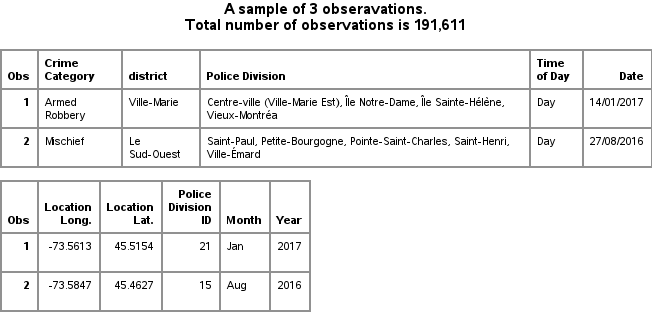 A sample of 3 obseravations.
Total number of observations is 191,611
Obs Crime Category district Police Division Time of Day Date
1 Armed Robbery Ville-Marie Centre-ville (Ville-Marie Est), Île Notre-Dame, Île Sainte-Hélène, Vieux-Montréa Day 14/01/2017
2 Mischief Le Sud-Ouest Saint-Paul, Petite-Bourgogne, Pointe-Saint-Charles, Saint-Henri, Ville-Émard Day 27/08/2016
Obs Location Long. Location Lat. Police Division ID Month Year
1 -73.5613 45.5154 21 Jan 2017
2 -73.5847 45.4627 15 Aug 2016